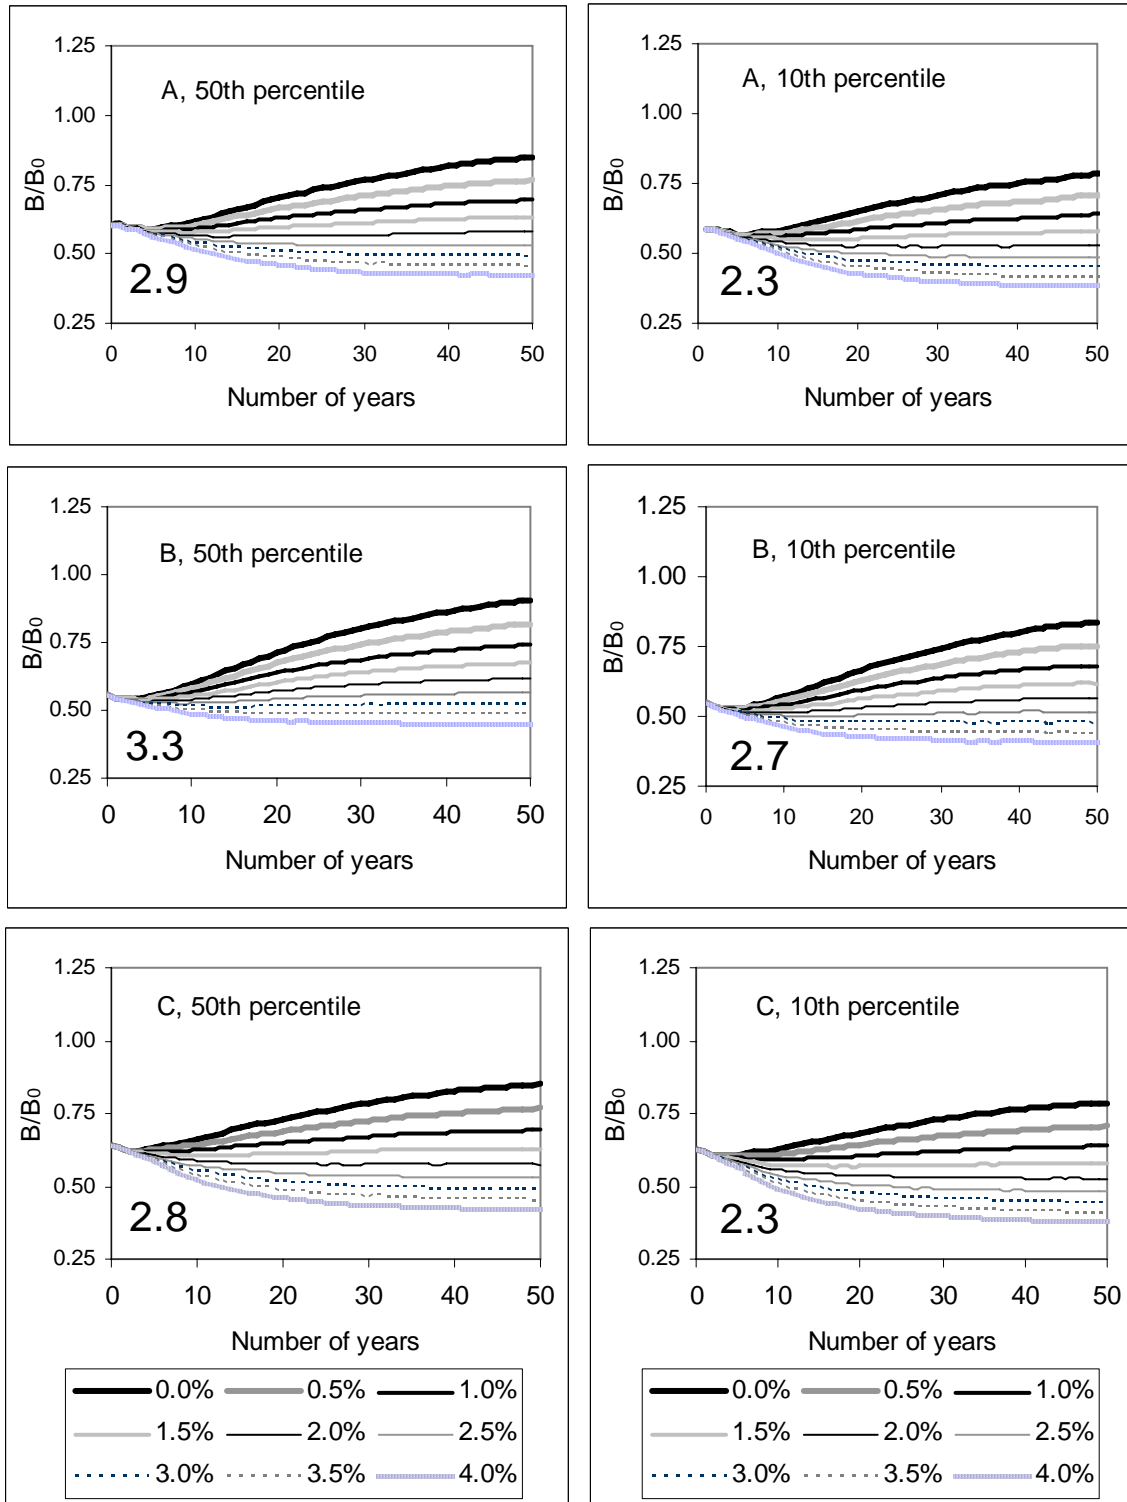 A, 50th percentile
B/B0
1.25
1.00
0.75
0.50
0.25
2.9
0 10 20 30 40 50
Number of years
A, 10th percentile
B/B0
1.25
1.00
0.75
0.50
0.25
2.3
0 10 20 30 40 50
Number of years
B, 50th percentile
B/B0
1.25
1.00
0.75
0.50
0.25
3.3
0 10 20 30 40 50
Number of years
B, 10th percentile
B/B0
1.25
1.00
0.75
0.50
0.25
2.7
0 10 20 30 40 50
Number of years
C, 50th percentile
B/B0
1.25
1.00
0.75
0.50
0.25
2.8
0 10 20 30 40 50
Number of years
0.0% 0.5% 1.0%
1.5% 2.0% 2.5%
3.0% 3.5% 4.0%
C, 10th percentile
B/B0
1.25
1.00
0.75
0.50
0.25
2.3
0 10 20 30 40 50
Number of years
0.0% 0.5% 1.0%
1.5% 2.0% 2.5%
3.0% 3.5% 4.0%